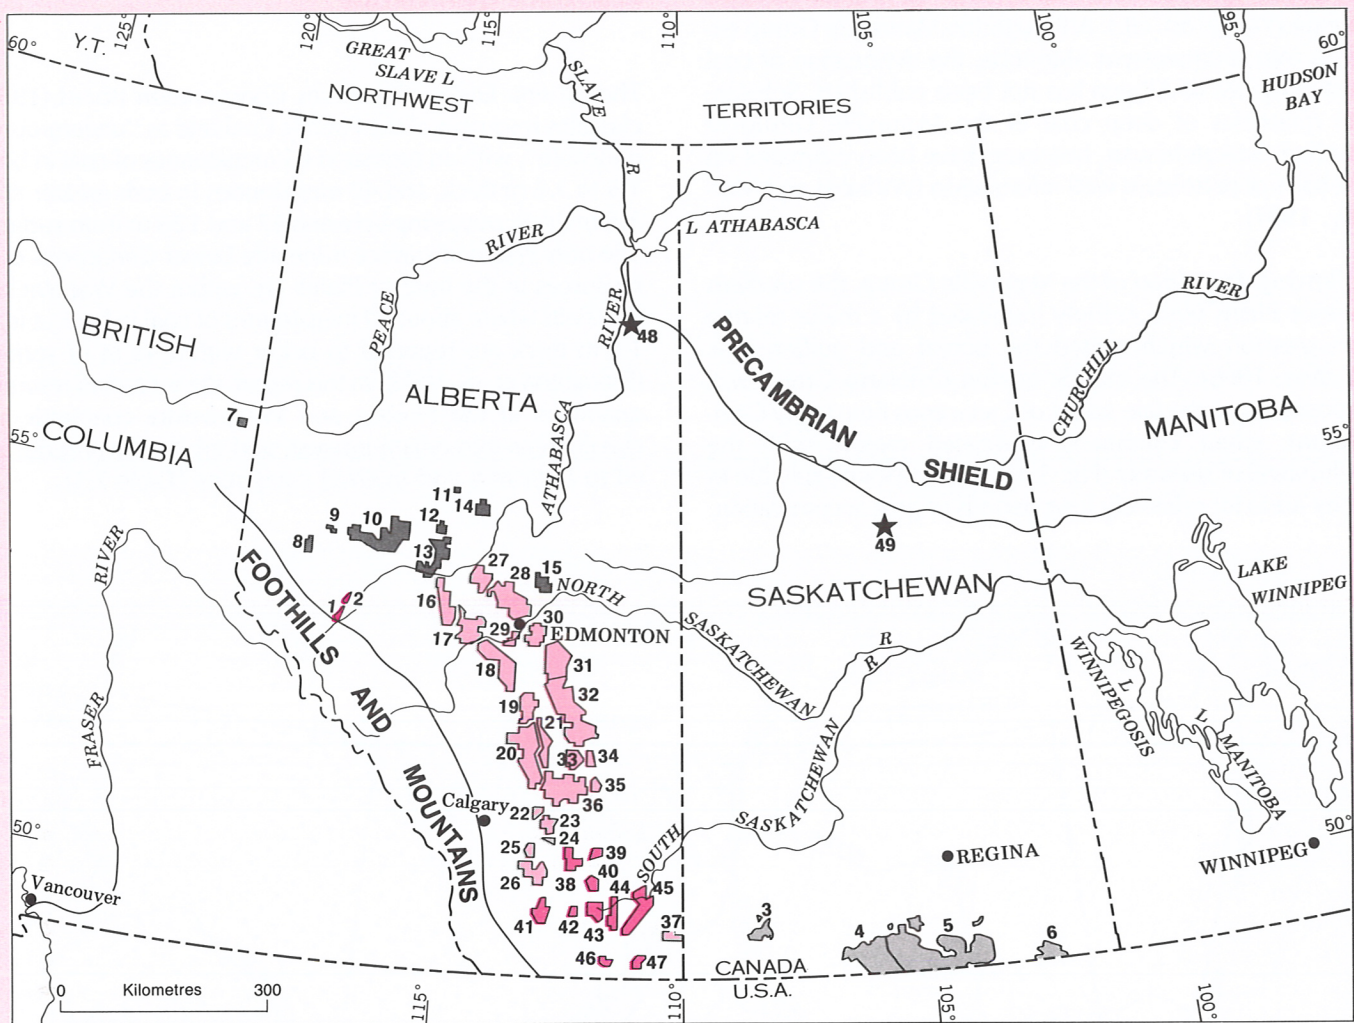 125°
120°
115°
110°
105°
100°
95°
60°
Y.T.
60°
GREAT
SLAVE L
SLAVE
R
HUDSON
BAY
NORTHWEST
TERRITORIES
L ATHABASCA
RIVER
PEACE
RIVER
RIVER
48
BRITISH
COLUMBIA
ALBERTA
ATHABASCA
PRECAMBRIAN
SHIELD
CHURCHILL
MANITOBA
55°
55°
7
11
14
9
10
12
8
13
49
RIVER
27
28
15
NORTH
SASKATCHEWAN
SASKATCHEWAN
LAKE
WINNIPEG
FOOTHILLS
AND
MOUNTAINS
1
2
16
17
29
30
EDMONTON
18
31
R
R
WINNIPEGOSIS
L
L
MANITOBA
19
32
20
21
33
34
35
36
FRASER
Calgary
22
23
24
SASKATCHEWAN
SOUTH
50°
50°
25
26
38
39
40
REGINA
WINNIPEG
Vancouver
41
42
43
44
45
37
3
4
5
6
46
47
CANADA
U.S.A.
0
Kilometres
300
115°
110°
105°
100°